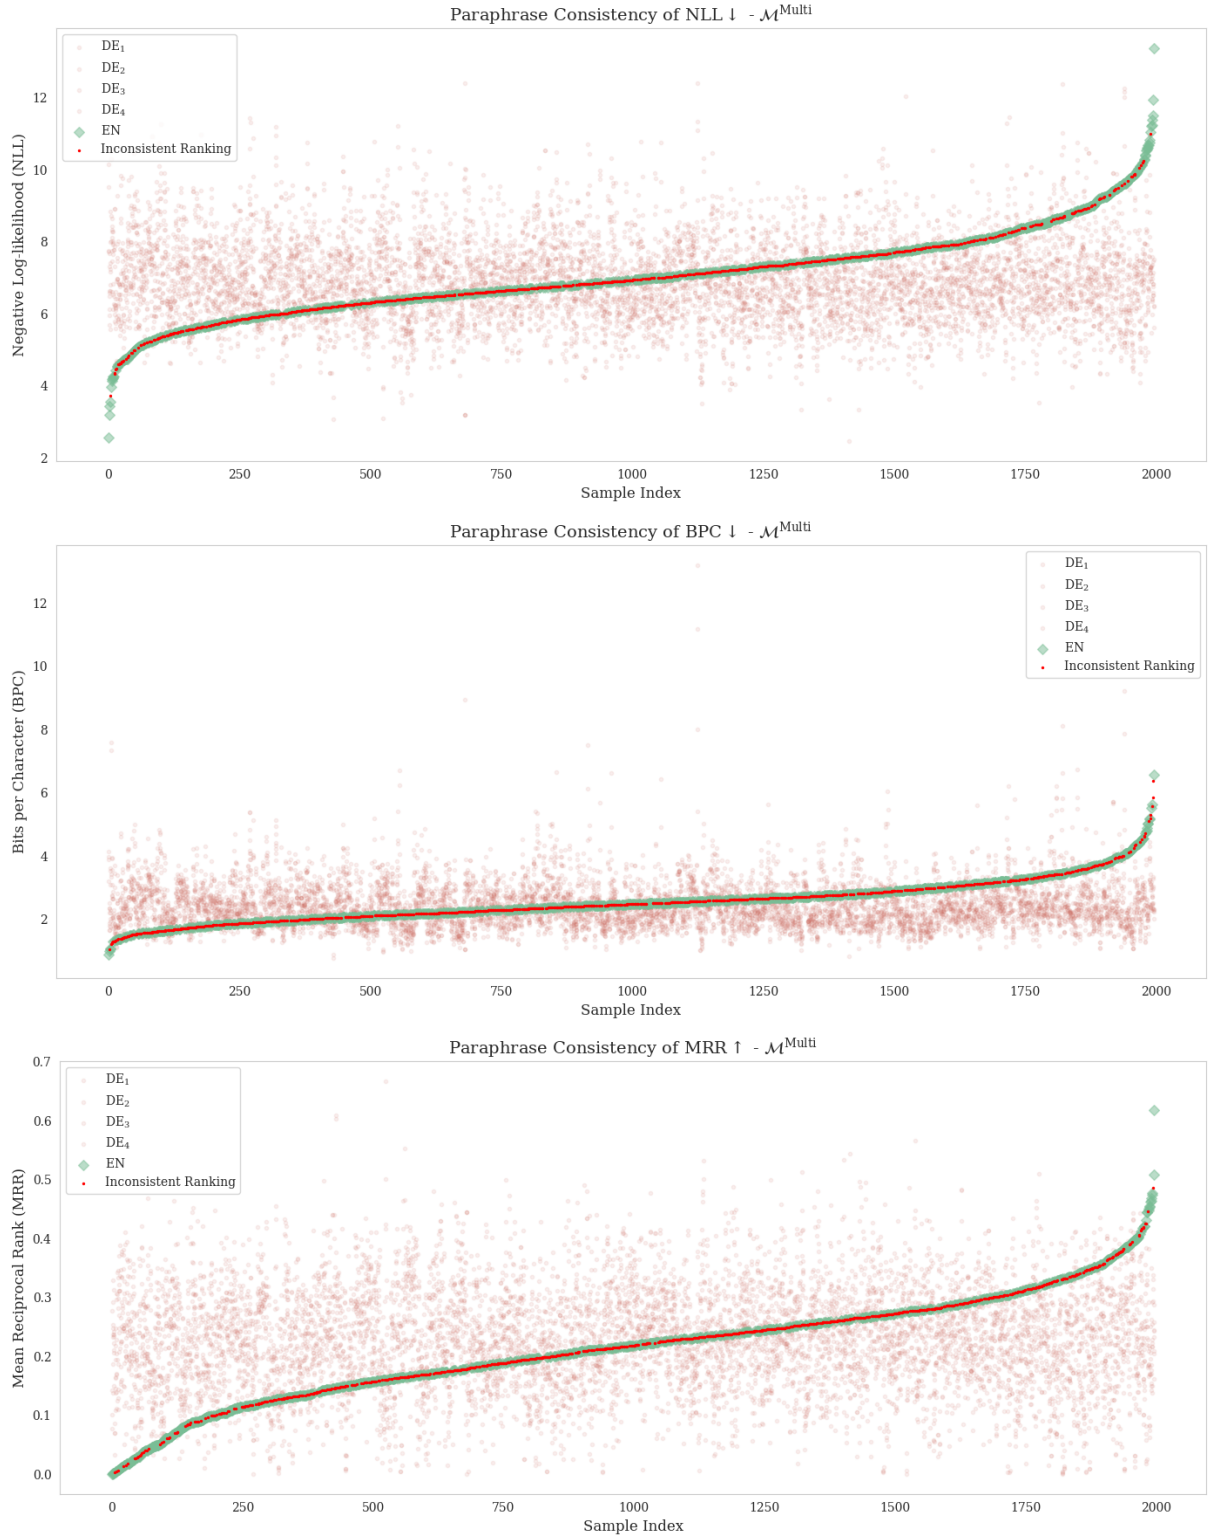 Paraphrase Consistency of NLL ↓ - ℳ^Multi
DE₁
DE₂
DE₃
DE₄
EN
Inconsistent Ranking
Negative Log-likelihood (NLL)
12
10
8
6
4
2
0 250 500 750 1000 1250 1500 1750 2000
Sample Index
Paraphrase Consistency of BPC ↓ - ℳ^Multi
DE₁
DE₂
DE₃
DE₄
EN
Inconsistent Ranking
Bits per Character (BPC)
12
10
8
6
4
2
0 250 500 750 1000 1250 1500 1750 2000
Sample Index
Paraphrase Consistency of MRR ↑ - ℳ^Multi
DE₁
DE₂
DE₃
DE₄
EN
Inconsistent Ranking
Mean Reciprocal Rank (MRR)
0.7
0.6
0.5
0.4
0.3
0.2
0.1
0.0
0 250 500 750 1000 1250 1500 1750 2000
Sample Index